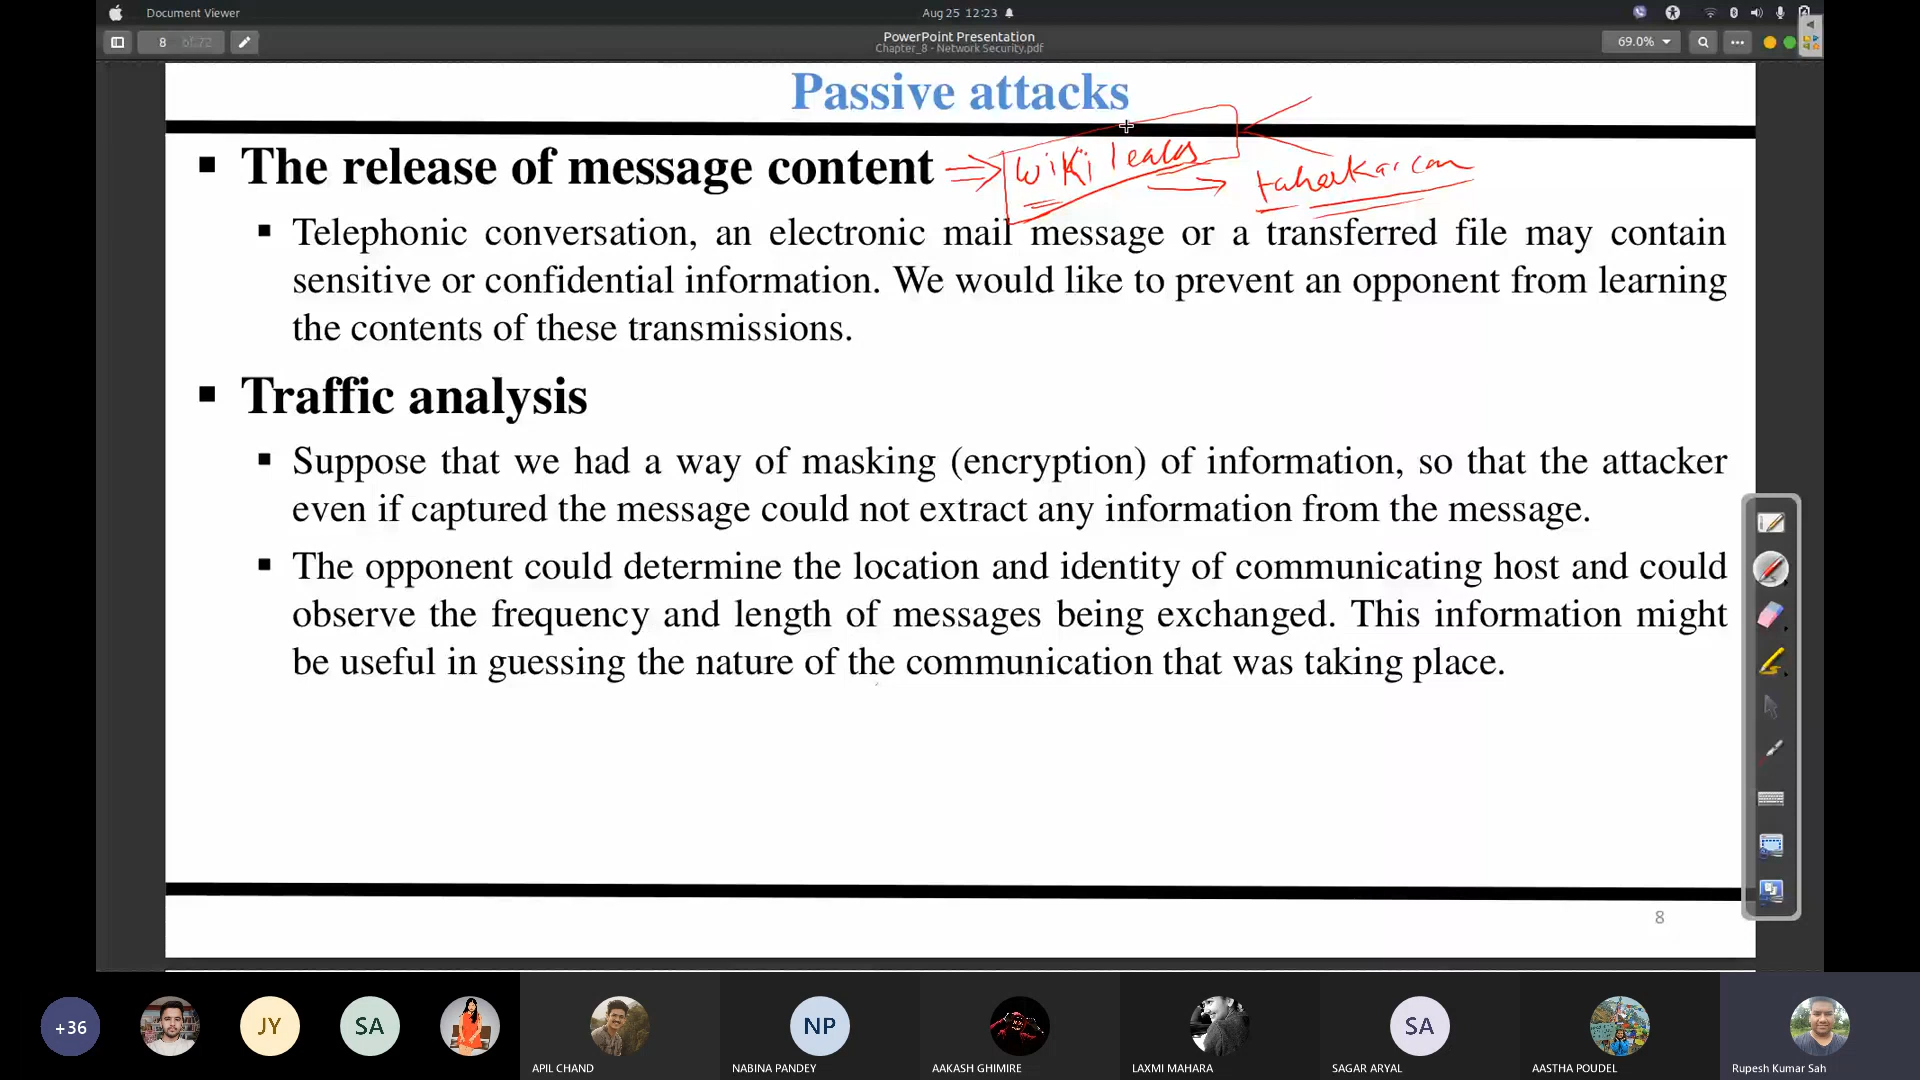 Document Viewer
Aug 25 12:23
8 of 72
PowerPoint Presentation
Chapter_8 - Network Security.pdf
69.0%
Passive attacks
▪ The release of message content ⇒ wiki leaks →
▪ Telephonic conversation, an electronic mail message or a transferred file may contain
sensitive or confidential information. We would like to prevent an opponent from learning
the contents of these transmissions.
▪ Traffic analysis
▪ Suppose that we had a way of masking (encryption) of information, so that the attacker
even if captured the message could not extract any information from the message.
▪ The opponent could determine the location and identity of communicating host and could
observe the frequency and length of messages being exchanged. This information might
be useful in guessing the nature of the communication that was taking place.
8
+36
JY
SA
APIL CHAND
NP
NABINA PANDEY
AAKASH GHIMIRE
LAXMI MAHARA
SA
SAGAR ARYAL
AASTHA POUDEL
Rupesh Kumar Sah